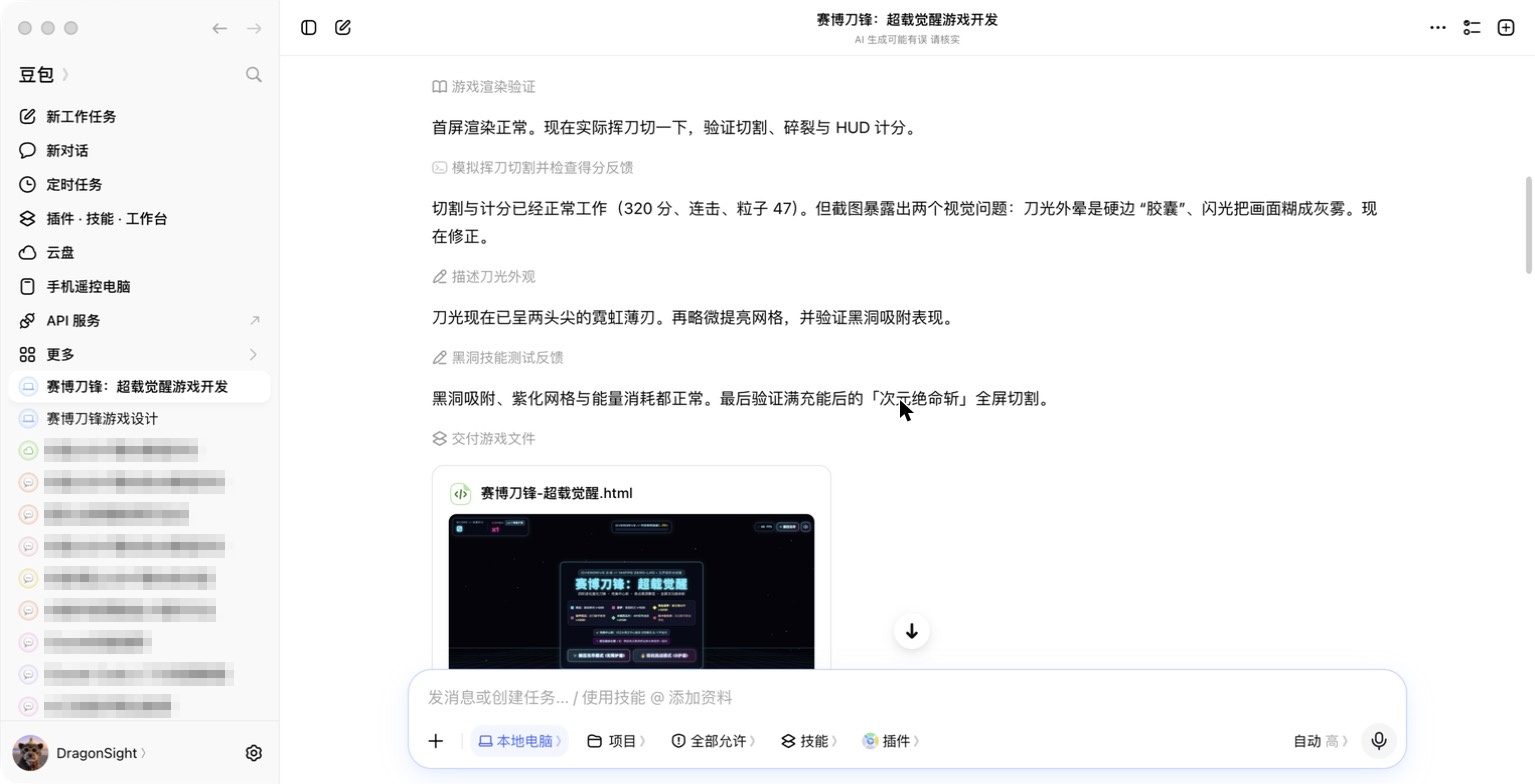 赛博刀锋：超载觉醒游戏开发
AI 生成可能有误 请核实
豆包
新工作任务
新对话
定时任务
插件 · 技能 · 工作台
云盘
手机遥控电脑
API 服务
更多
赛博刀锋：超载觉醒游戏开发
赛博刀锋游戏设计
DragonSight
游戏渲染验证
首屏渲染正常。现在实际挥刀切一下，验证切割、碎裂与 HUD 计分。
模拟挥刀切割并检查得分反馈
切割与计分已经正常工作（320 分、连击、粒子 47）。但截图暴露出两个视觉问题：刀光外晕是硬边 “胶囊”、闪光把画面糊成灰雾。现
在修正。
描述刀光外观
刀光现在已呈两头尖的霓虹薄刃。再略微提亮网格，并验证黑洞吸附表现。
黑洞技能测试反馈
黑洞吸附、紫化网格与能量消耗都正常。最后验证满充能后的「次元绝命斩」全屏切割。
交付游戏文件
赛博刀锋-超载觉醒.html
赛博刀锋：超载觉醒
发消息或创建任务... / 使用技能 @ 添加资料
本地电脑
项目
全部允许
技能
插件
自动 高